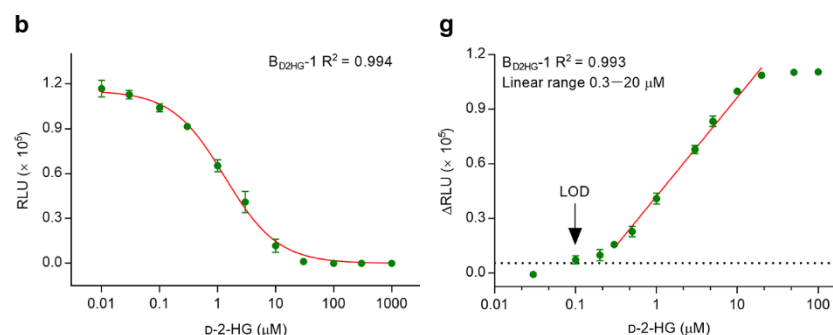 b
B_D2HG-1 R² = 0.994
RLU (× 10⁵)
1.2
0.9
0.6
0.3
0.0
0.01 0.1 1 10 100 1000
D-2-HG (μM)
g
B_D2HG-1 R² = 0.993
Linear range 0.3−20 μM
ΔRLU (× 10⁵)
1.2
0.9
0.6
0.3
0.0
LOD
0.01 0.1 1 10 100
D-2-HG (μM)